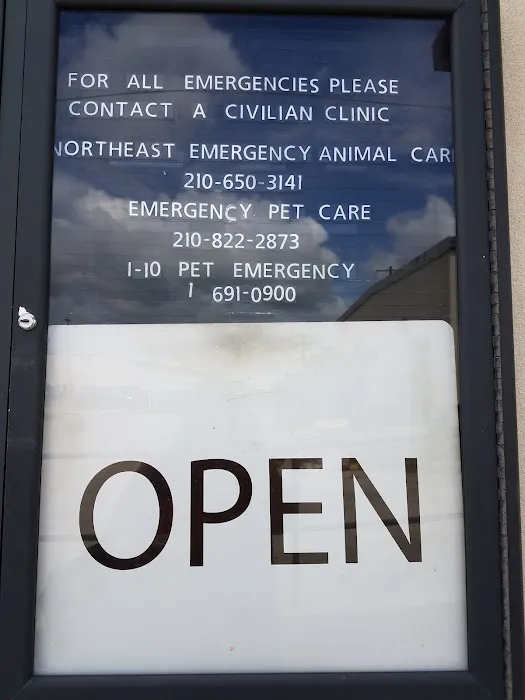 FOR ALL EMERGENCIES PLEASE
CONTACT A CIVILIAN CLINIC
NORTHEAST EMERGENCY ANIMAL CAR
210-650-3141
EMERGENCY PET CARE
210-822-2873
I-10 PET EMERGENCY
1 691-0900
OPEN